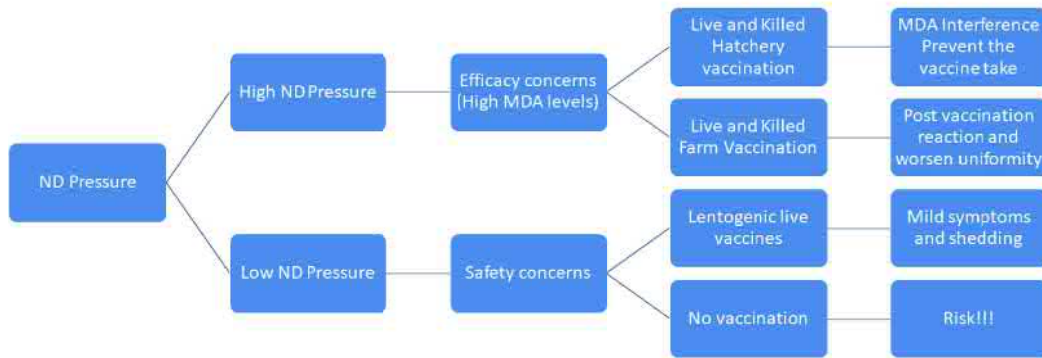 ND Pressure
High ND Pressure
Efficacy concerns
(High MDA levels)
Live and Killed
Hatchery
vaccination
MDA Interference
Prevent the
vaccine take
Live and Killed
Farm Vaccination
Post vaccination
reaction and
worsen uniformity
Low ND Pressure
Safety concerns
Lentogenic live
vaccines
Mild symptoms
and shedding
No vaccination
Risk!!!